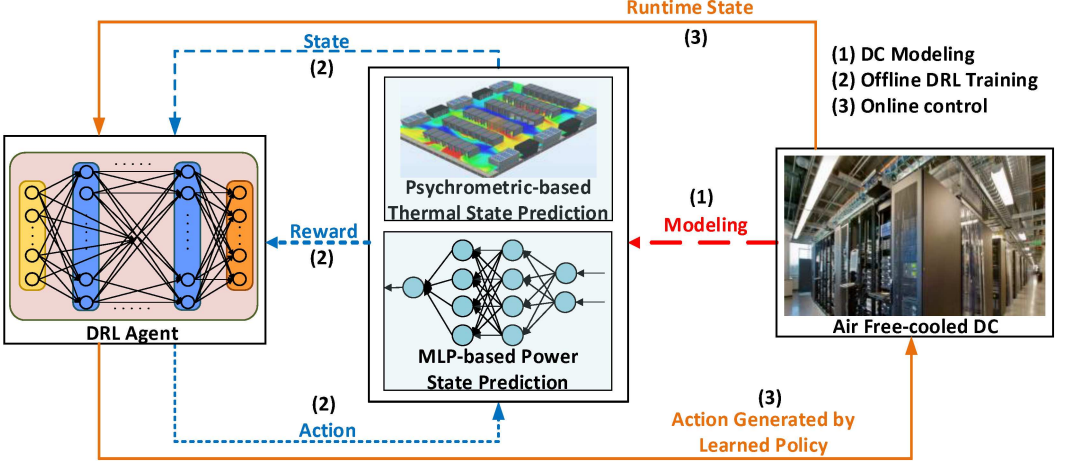 Runtime State
(3)
State
(2)
(1) DC Modeling
(2) Offline DRL Training
(3) Online control
Psychrometric-based
Thermal State Prediction
(1)
Modeling
Reward
(2)
DRL Agent
Air Free-cooled DC
MLP-based Power
State Prediction
(2)
Action
(3)
Action Generated by
Learned Policy